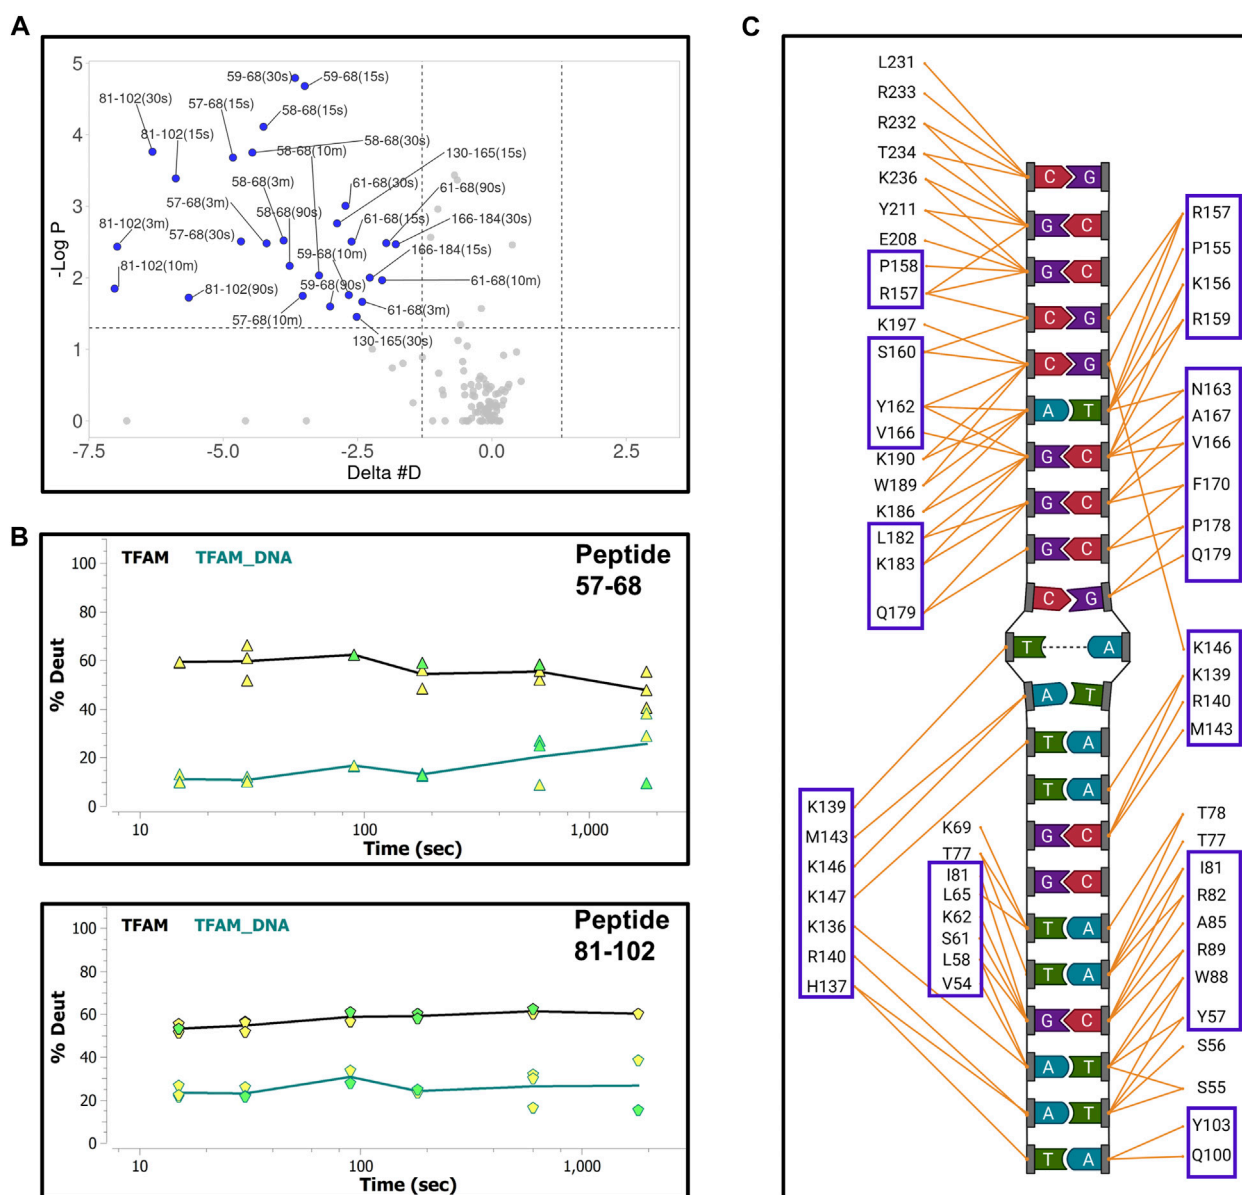 A
5
4
3
2
1
0
-Log P
-7.5
-5.0
-2.5
0.0
2.5
Delta #D
59-68(30s)
59-68(15s)
81-102(30s)
57-68(15s)
58-68(15s)
81-102(15s)
58-68(30s)
58-68(10m)
130-165(15s)
58-68(3m)
61-68(30s)
61-68(90s)
57-68(3m)
58-68(90s)
61-68(15s)
166-184(30s)
81-102(3m)
57-68(30s)
59-68(10m)
166-184(15s)
81-102(10m)
59-68(90s)
61-68(10m)
81-102(90s)
57-68(10m)
61-68(3m)
130-165(30s)
B
TFAM TFAM_DNA
Peptide
57-68
100
80
60
40
20
0
% Deut
10 100 1,000
Time (sec)
TFAM TFAM_DNA
Peptide
81-102
100
80
60
40
20
0
% Deut
10 100 1,000
Time (sec)
C
L231
R233
R232
T234
K236
Y211
E208
P158
R157
K197
S160
Y162
V166
K190
W189
K186
L182
K183
Q179
K139
M143
K146
K147
K136
R140
H137
K69
T77
I81
L65
K62
S61
L58
V54
C G
G C
G C
C G
C G
A T
G C
G C
G C
C G
T A
A T
T A
T A
G C
G C
T A
T A
G C
A T
A T
T A
R157
P155
K156
R159
N163
A167
V166
F170
P178
Q179
K146
K139
R140
M143
T78
T77
I81
R82
A85
R89
W88
Y57
S56
S55
Y103
Q100